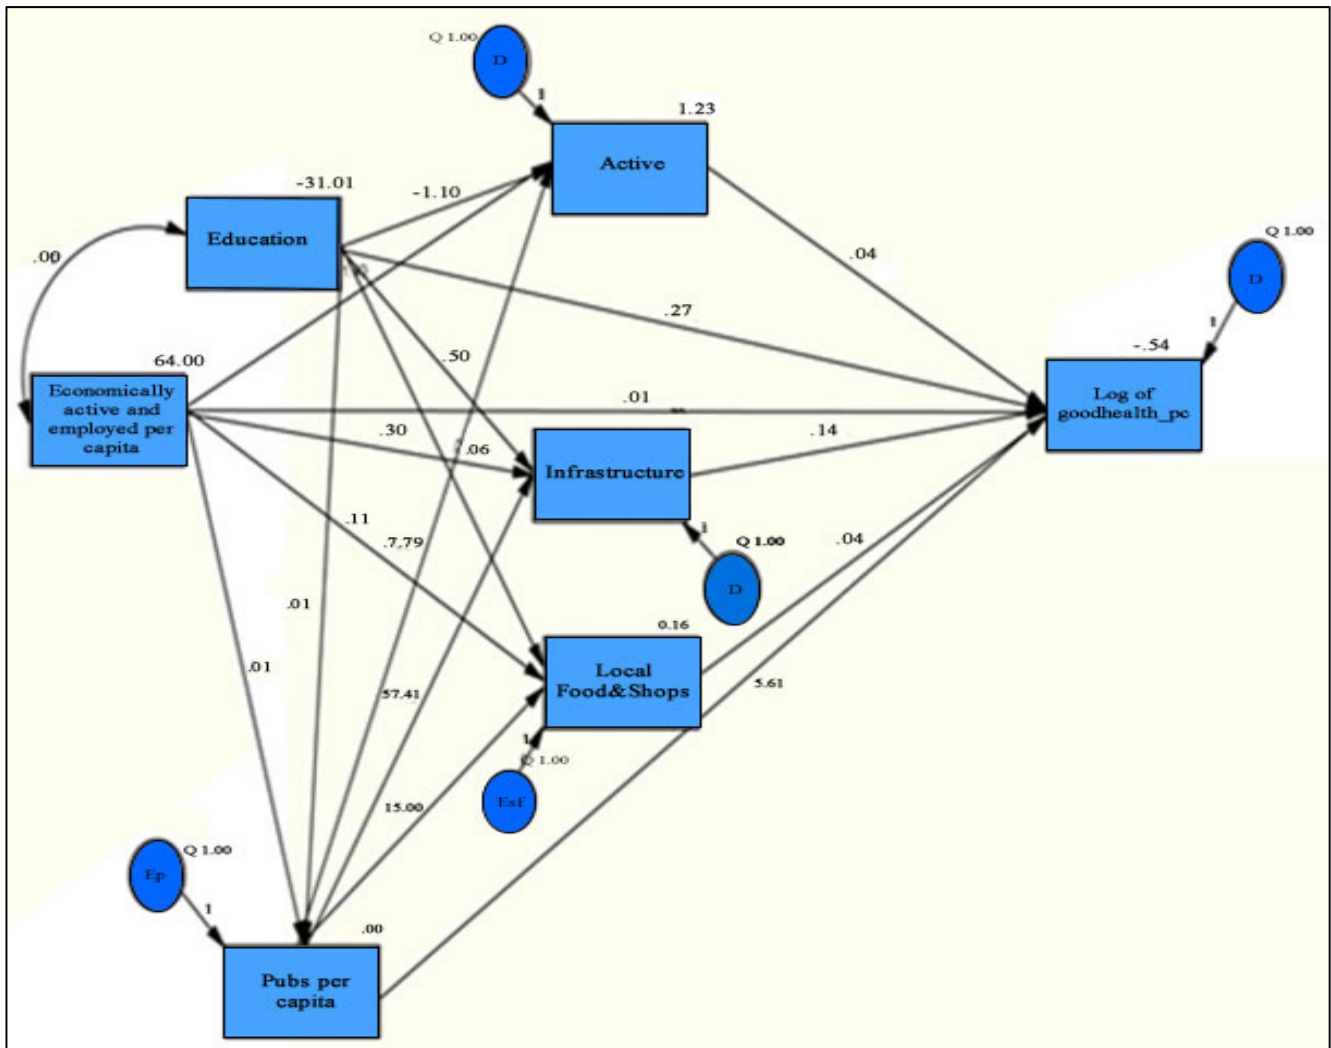 Q 1.00
D
1
1.23
Active
-31.01
-1.10
Education
Q 1.00
D
.00
.04
.27
1
64.00
.50
-.54
Economically
active and
employed per
capita
.01
Log of
goodhealth_pc
.30
.06
.14
Infrastructure
.11
.7.79
1
Q 1.00
.04
D
.01
0.16
.01
Local
Food&Shops
57.41
5.61
1
Q 1.00
15.00
Esf
Q 1.00
Ep
1
.00
Pubs per
capita